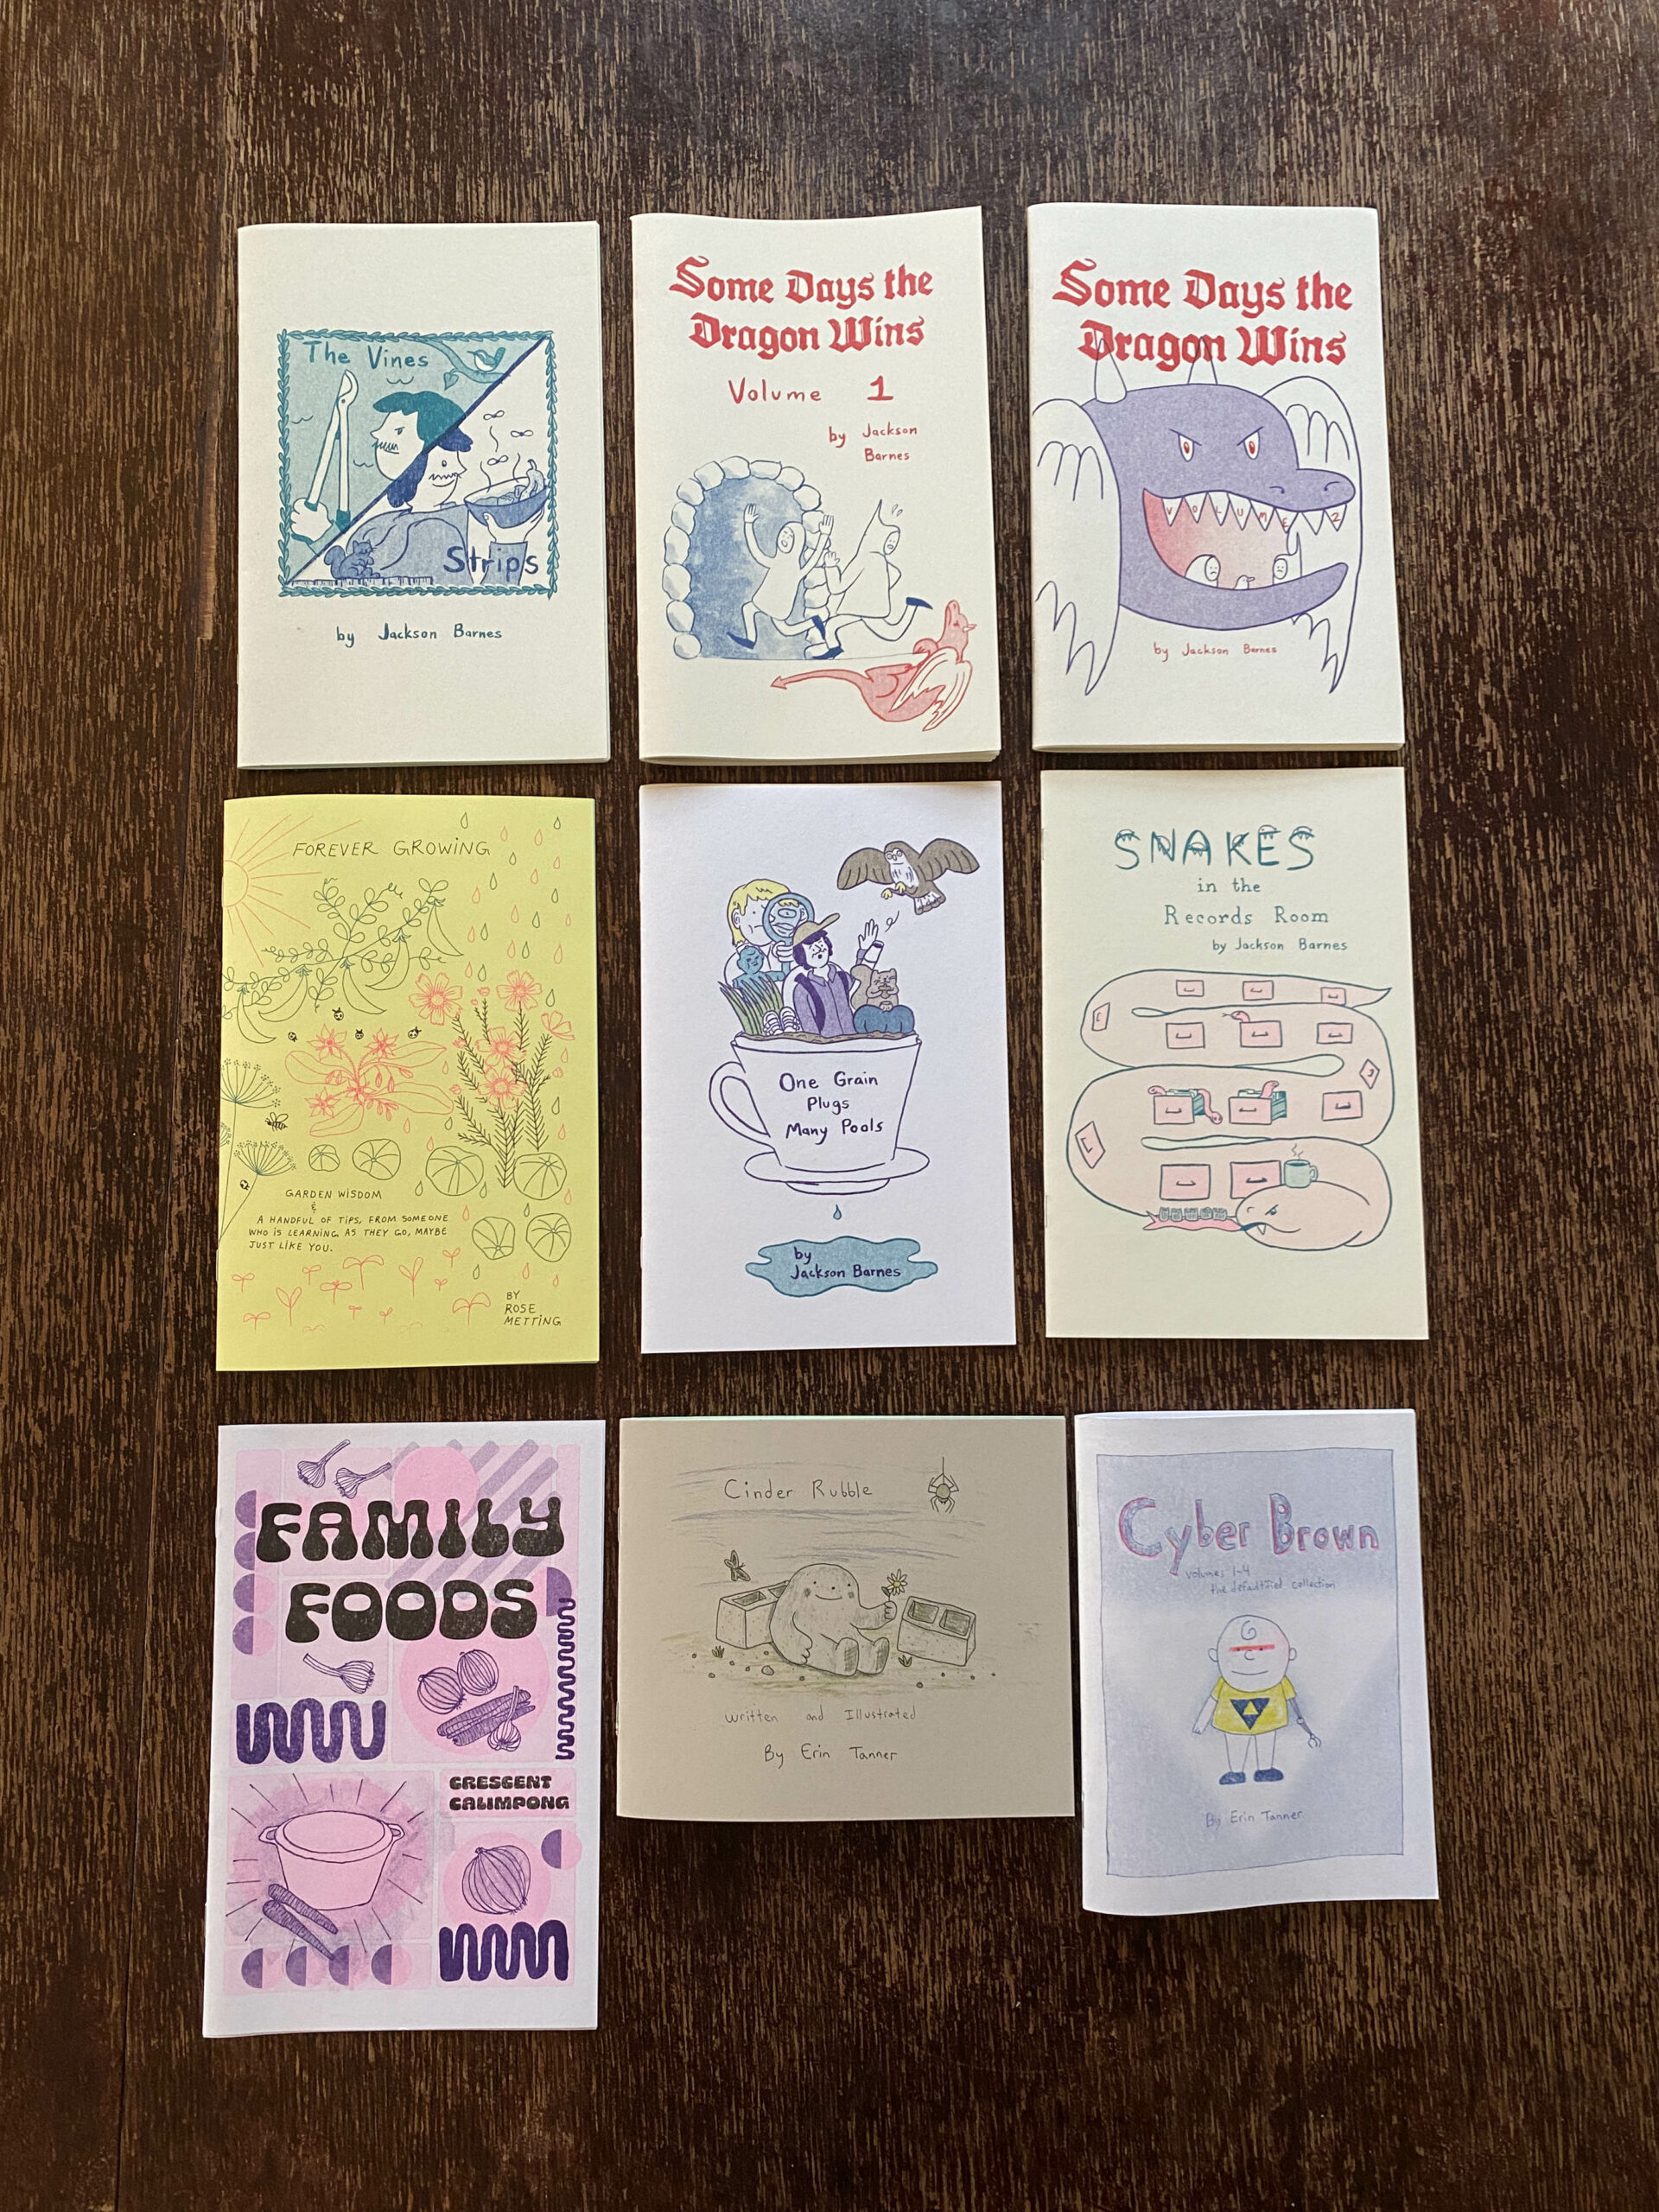 The Vines
Strips
by Jackson Barnes
Some Days the
Dragon Wins
Volume 1
by Jackson
Barnes
Some Days the
Dragon Wins
VOLUME 2
by Jackson Barnes
FOREVER GROWING
GARDEN WISDOM
&
A HANDFUL OF TIPS, FROM SOMEONE
WHO IS LEARNING AS THEY GO, MAYBE
JUST LIKE YOU.
BY
ROSE
METTING
One Grain
Plugs
Many Pools
by
Jackson Barnes
SNAKES
in the
Records Room
by Jackson Barnes
FAMILY
FOODS
CRESCENT
CALIMPONG
Cinder Rubble
Written and Illustrated
By Erin Tanner
Cyber Brown
volumes 1-4
the collection
By Erin Tanner